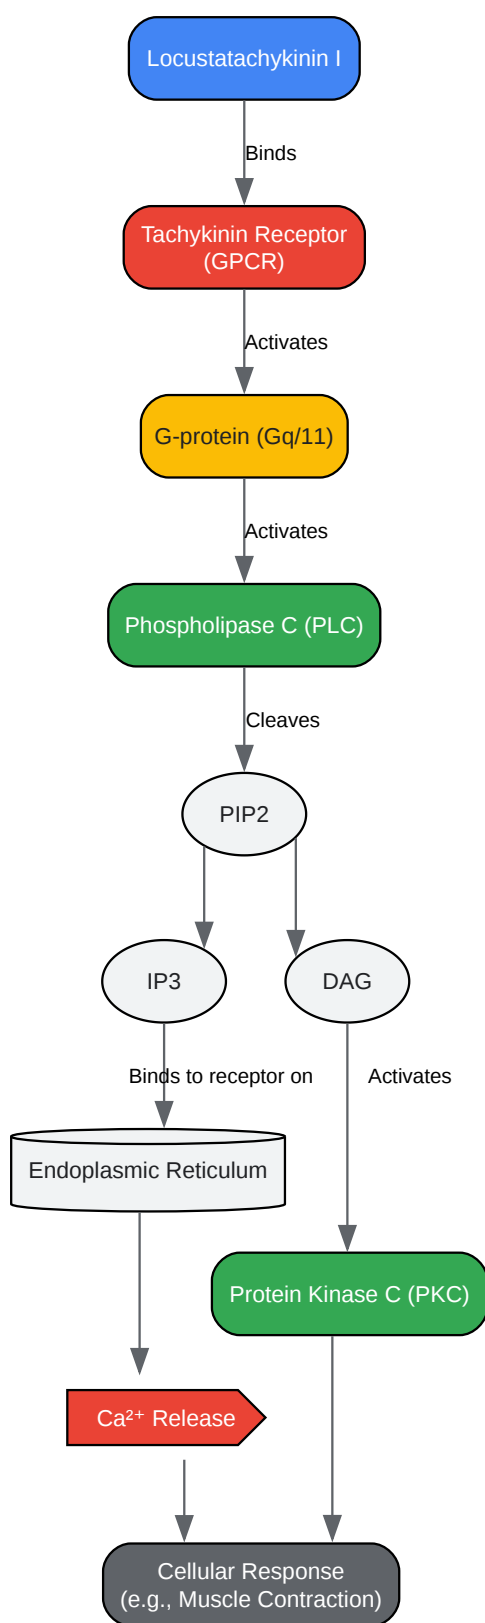 Locustatachykinin I
Binds
Tachykinin Receptor
(GPCR)
Activates
G-protein (Gq/11)
Activates
Phospholipase C (PLC)
Cleaves
PIP2
IP3
DAG
Binds to receptor on
Activates
Endoplasmic Reticulum
Protein Kinase C (PKC)
Ca²⁺ Release
Cellular Response
(e.g., Muscle Contraction)